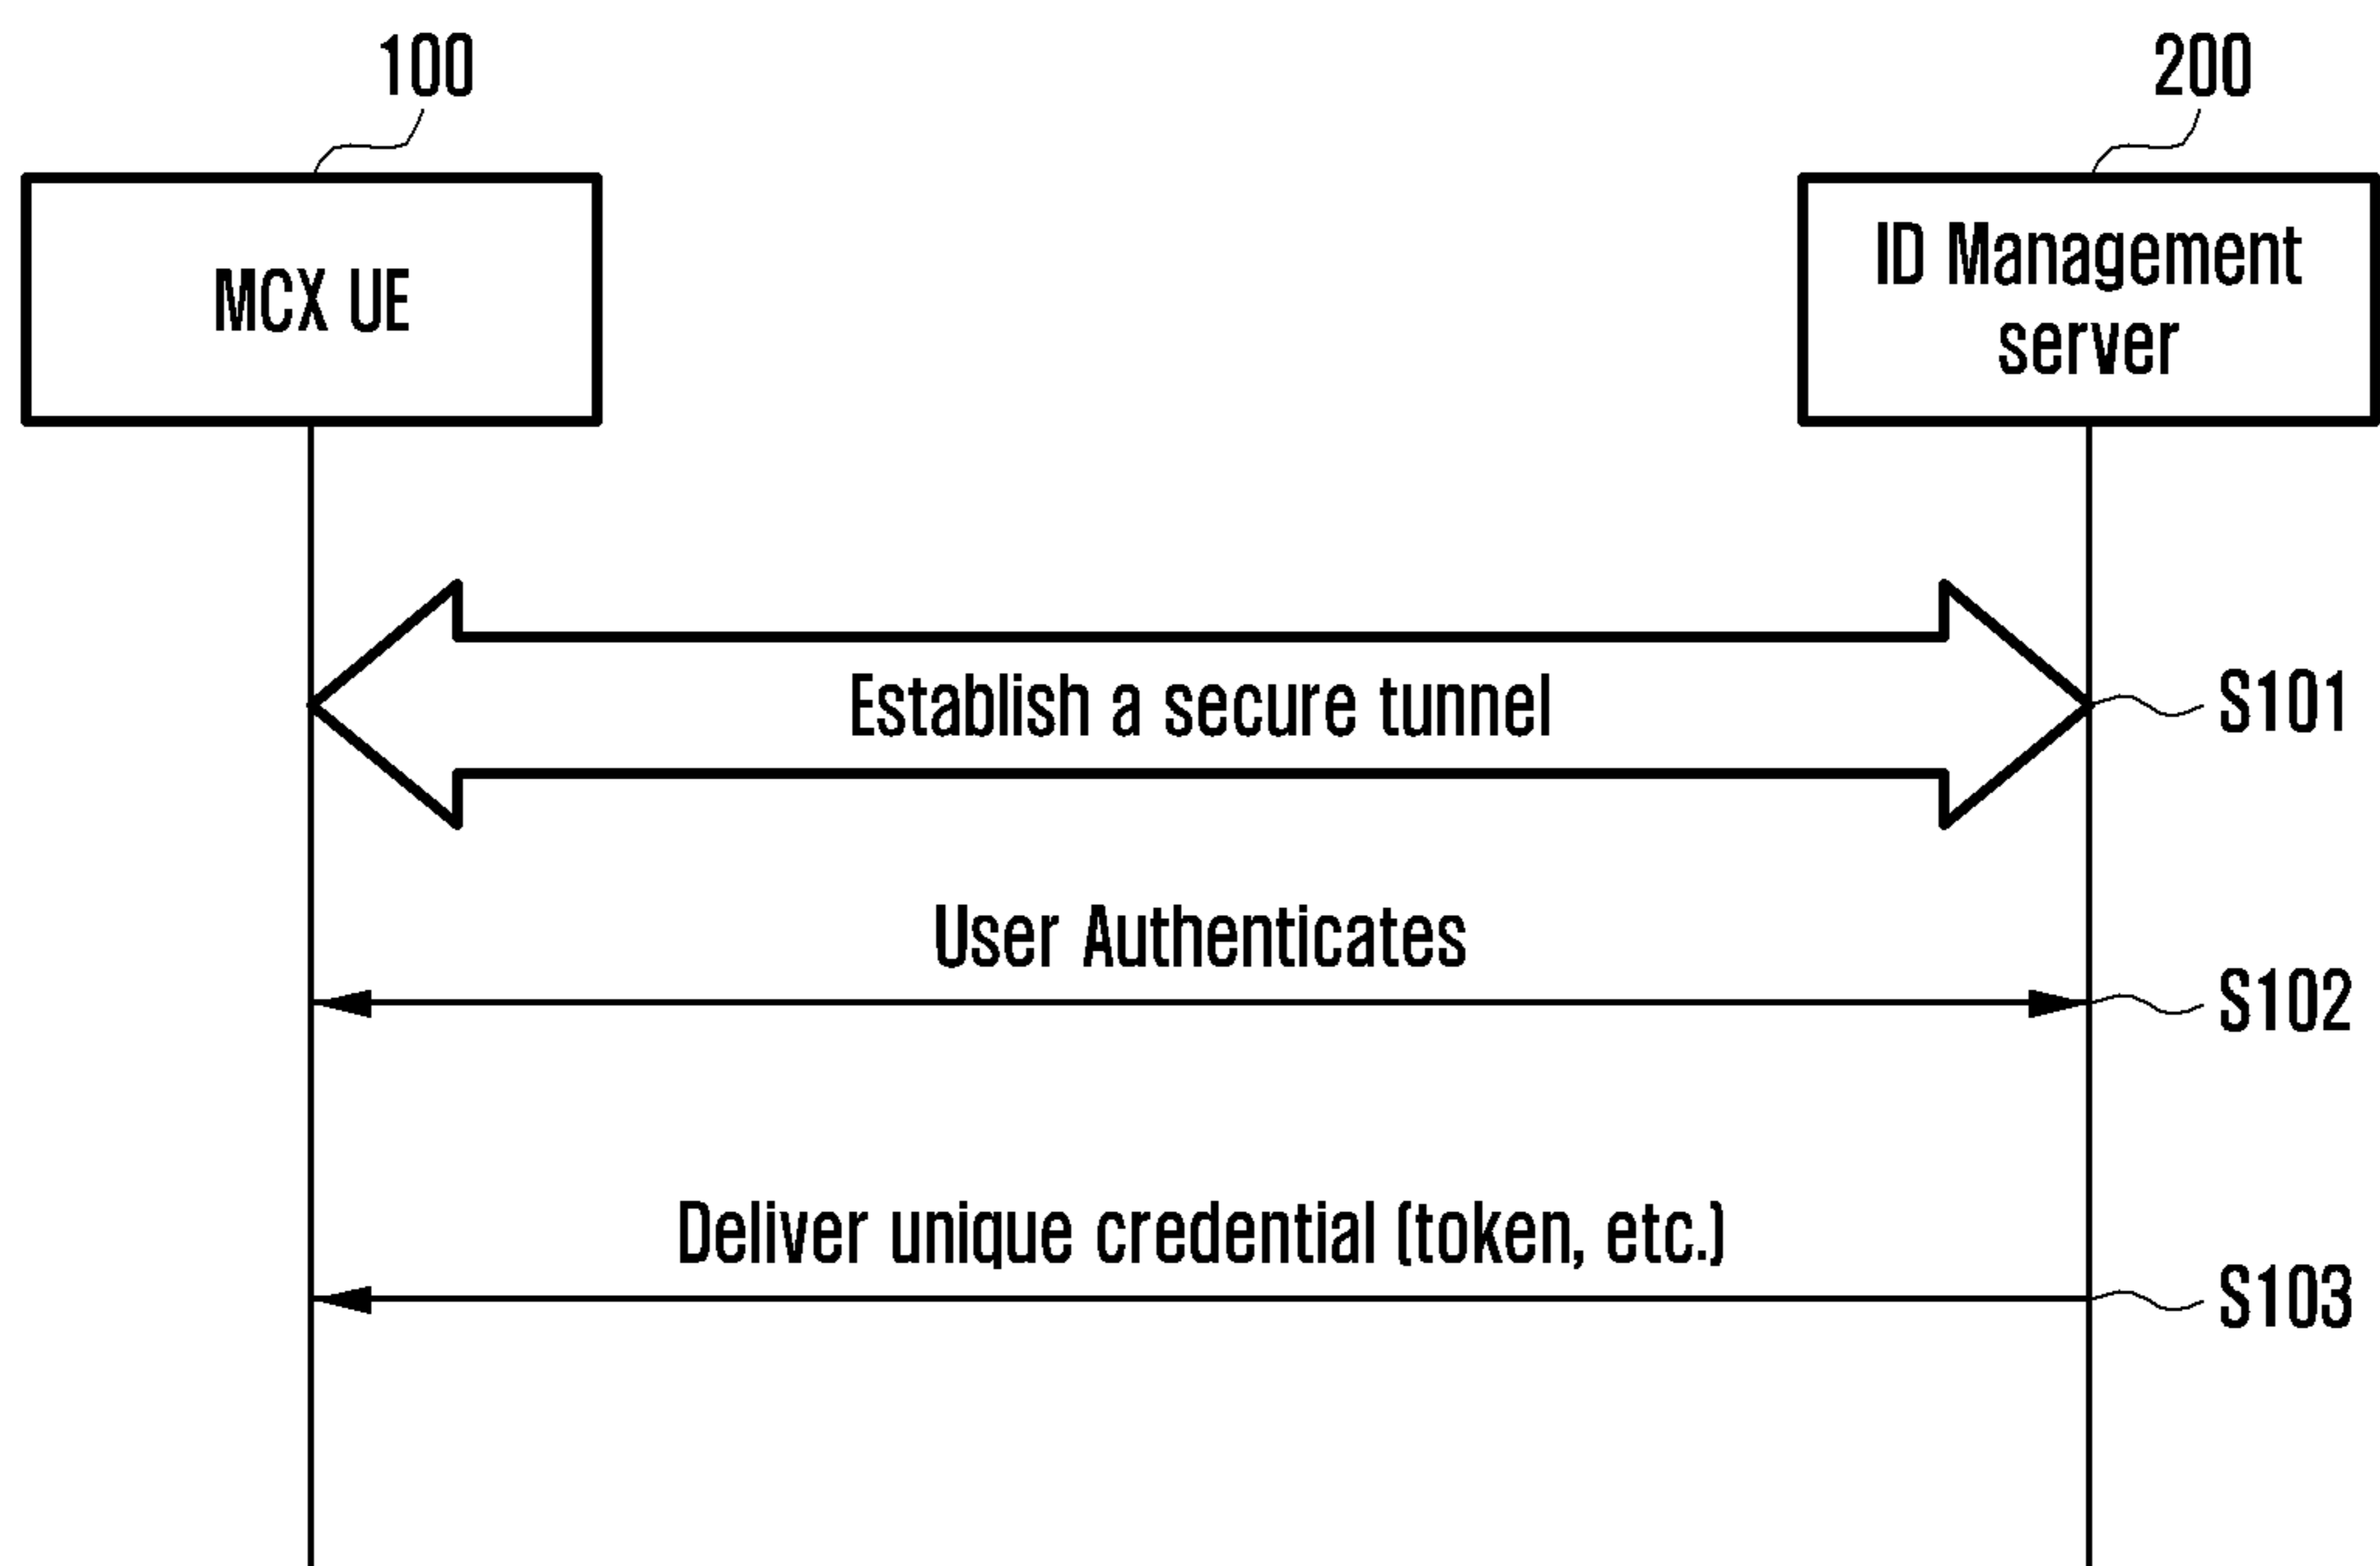 100
200
MCX UE
ID Management
server
Establish a secure tunnel
S101
User Authenticates
S102
Deliver unique credential (token, etc.)
S103